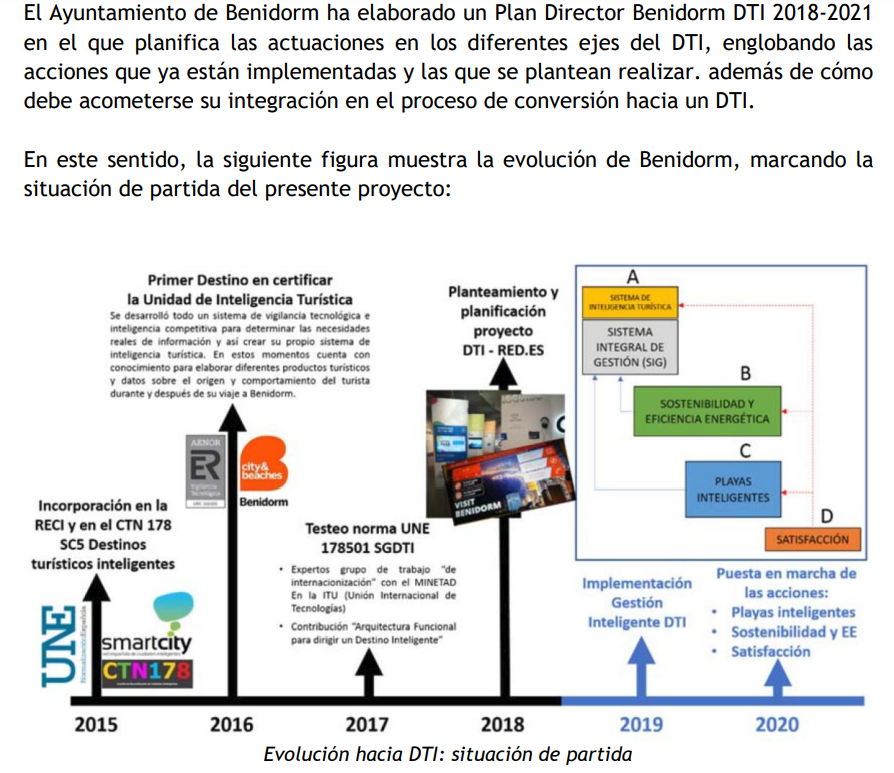 El Ayuntamiento de Benidorm ha elaborado un Plan Director Benidorm DTI 2018-2021
en el que planifica las actuaciones en los diferentes ejes del DTI, englobando las
acciones que ya están implementadas y las que se plantean realizar. además de cómo
debe acometerse su integración en el proceso de conversión hacia un DTI.
En este sentido, la siguiente figura muestra la evolución de Benidorm, marcando la
situación de partida del presente proyecto:
Primer Destino en certificar
la Unidad de Inteligencia Turística
Se desarrolló todo un sistema de vigilancia tecnológica e
inteligencia competitiva para determinar las necesidades
reales de información y así crear su propio sistema de
inteligencia turística. En estos momentos cuenta con
conocimiento para elaborar diferentes productos turísticos
y datos sobre el origen y comportamiento del turista
durante y después de su viaje a Benidorm.
AENOR
ER
Vigilancia
Tecnológica
city&
beaches
Benidorm
Incorporación en la
RECI y en el CTN 178
SC5 Destinos
turísticos inteligentes
UNE
Normalización Española
smartcity
CTN178
Testeo norma UNE
178501 SGDTI
• Expertos grupo de trabajo "de
internacionización" con el MINETAD
En la ITU (Unión Internacional de
Tecnologías)
• Contribución "Arquitectura Funcional
para dirigir un Destino Inteligente"
Planteamiento y
planificación
proyecto
DTI - RED.ES
VISIT
BENIDORM
A
SISTEMA DE
INTELIGENCIA TURÍSTICA
SISTEMA
INTEGRAL DE
GESTIÓN (SIG)
B
SOSTENIBILIDAD Y
EFICIENCIA ENERGÉTICA
C
PLAYAS
INTELIGENTES
D
SATISFACCIÓN
Implementación
Gestión
Inteligente DTI
Puesta en marcha de
las acciones:
• Playas inteligentes
• Sostenibilidad y EE
• Satisfacción
2015
2016
2017
2018
2019
2020
Evolución hacia DTI: situación de partida